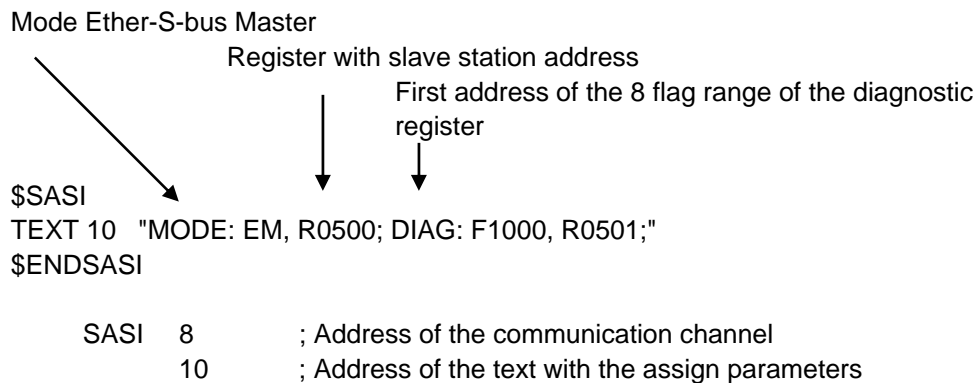 Mode Ether-S-bus Master
Register with slave station address
First address of the 8 flag range of the diagnostic
register
$SASI
TEXT 10 "MODE: EM, R0500; DIAG: F1000, R0501;"
$ENDSASI
SASI 8 ; Address of the communication channel
10 ; Address of the text with the assign parameters